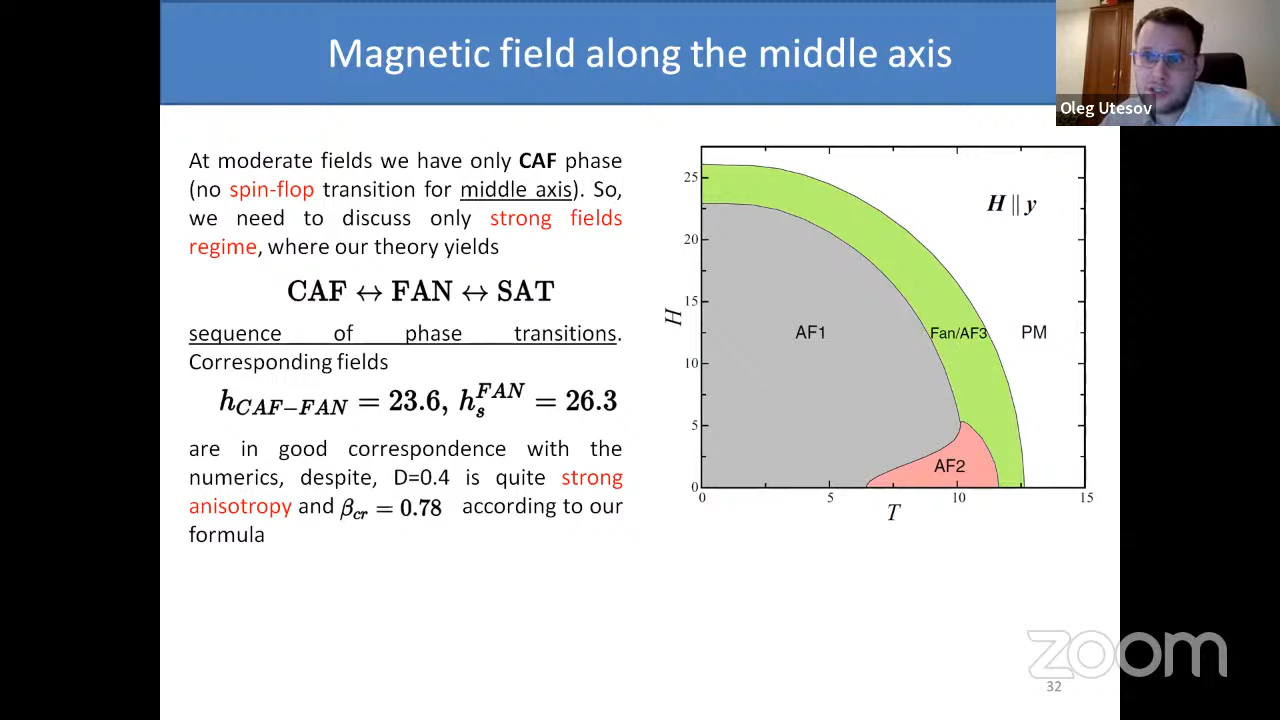 Magnetic field along the middle axis
Oleg Utesov
At moderate fields we have only CAF phase
(no spin-flop transition for middle axis). So,
we need to discuss only strong fields
regime, where our theory yields
CAF ↔ FAN ↔ SAT
sequence of phase transitions.
Corresponding fields
h_{CAF−FAN} = 23.6, h_s^{FAN} = 26.3
are in good correspondence with the
numerics, despite, D=0.4 is quite strong
anisotropy and β_{cr} = 0.78 according to our
formula
H || y
25
20
15
10
5
0
H
AF1
Fan/AF3
PM
AF2
0
5
10
15
T
zoom
32